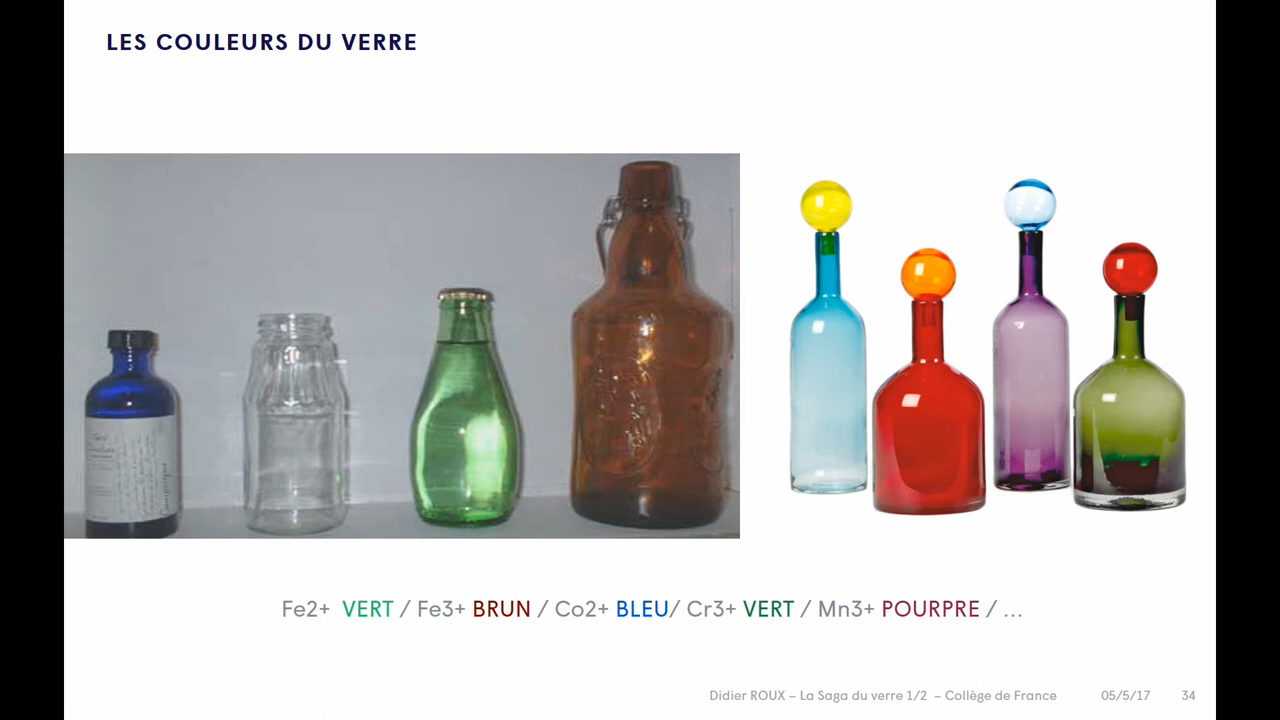 LES COULEURS DU VERRE
Fe2+ VERT / Fe3+ BRUN / Co2+ BLEU/ Cr3+ VERT / Mn3+ POURPRE / ...
Didier ROUX – La Saga du verre 1/2 – Collège de France 05/5/17 34